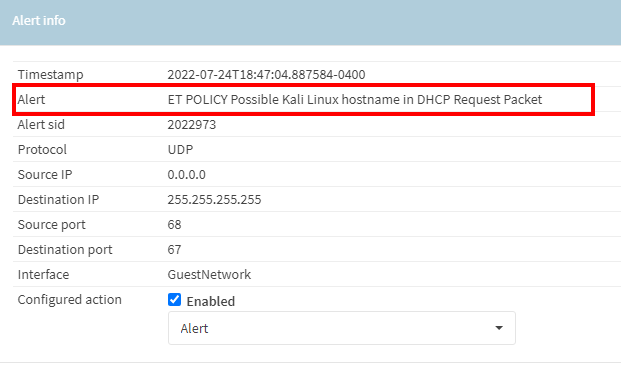 Alert info
Timestamp 2022-07-24T18:47:04.887584-0400
Alert ET POLICY Possible Kali Linux hostname in DHCP Request Packet
Alert sid 2022973
Protocol UDP
Source IP 0.0.0.0
Destination IP 255.255.255.255
Source port 68
Destination port 67
Interface GuestNetwork
Configured action Enabled
Alert